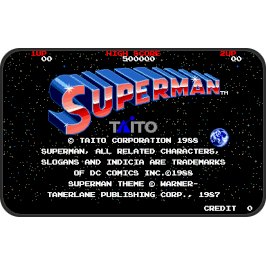 1UP HIGH SCORE 2UP
00 500000 00
SUPERMAN™
TAITO
© TAITO CORPORATION 1988
SUPERMAN, ALL RELATED CHARACTERS,
SLOGANS AND INDICIA ARE TRADEMARKS
OF DC COMICS INC.©1988
SUPERMAN THEME © WARNER-
TAMERLANE PUBLISHING CORP., 1987
CREDIT 0